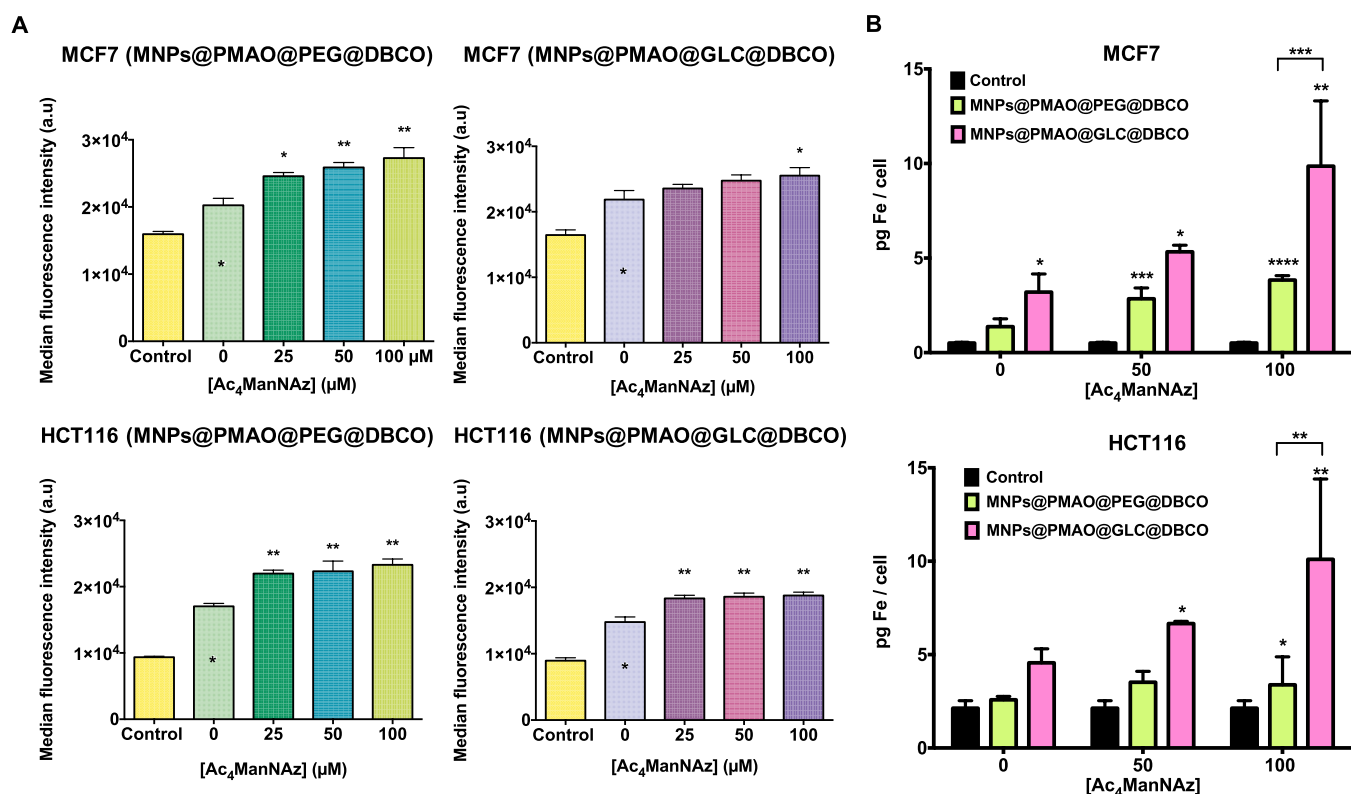 A
MCF7 (MNPs@PMAO@PEG@DBCO)
Median fluorescence intensity (a.u)
3×10⁴
2×10⁴
1×10⁴
0
**
**
*
*
Control 0 25 50 100 µM
[Ac₄ManNAz] (µM)
MCF7 (MNPs@PMAO@GLC@DBCO)
Median fluorescence intensity (a.u)
3×10⁴
2×10⁴
1×10⁴
0
*
*
Control 0 25 50 100
[Ac₄ManNAz] (µM)
HCT116 (MNPs@PMAO@PEG@DBCO)
Median fluorescence intensity (a.u)
3×10⁴
2×10⁴
1×10⁴
0
** ** **
*
Control 0 25 50 100
[Ac₄ManNAz] (µM)
HCT116 (MNPs@PMAO@GLC@DBCO)
Median fluorescence intensity (a.u)
3×10⁴
2×10⁴
1×10⁴
0
** ** **
*
Control 0 25 50 100
[Ac₄ManNAz] (µM)
B
MCF7
***
Control
MNPs@PMAO@PEG@DBCO
MNPs@PMAO@GLC@DBCO
pg Fe / cell
15
10
5
0
**
*
*** ****
*
0 50 100
[Ac₄ManNAz]
HCT116
**
Control
MNPs@PMAO@PEG@DBCO
MNPs@PMAO@GLC@DBCO
pg Fe / cell
15
10
5
0
**
*
*
0 50 100
[Ac₄ManNAz]